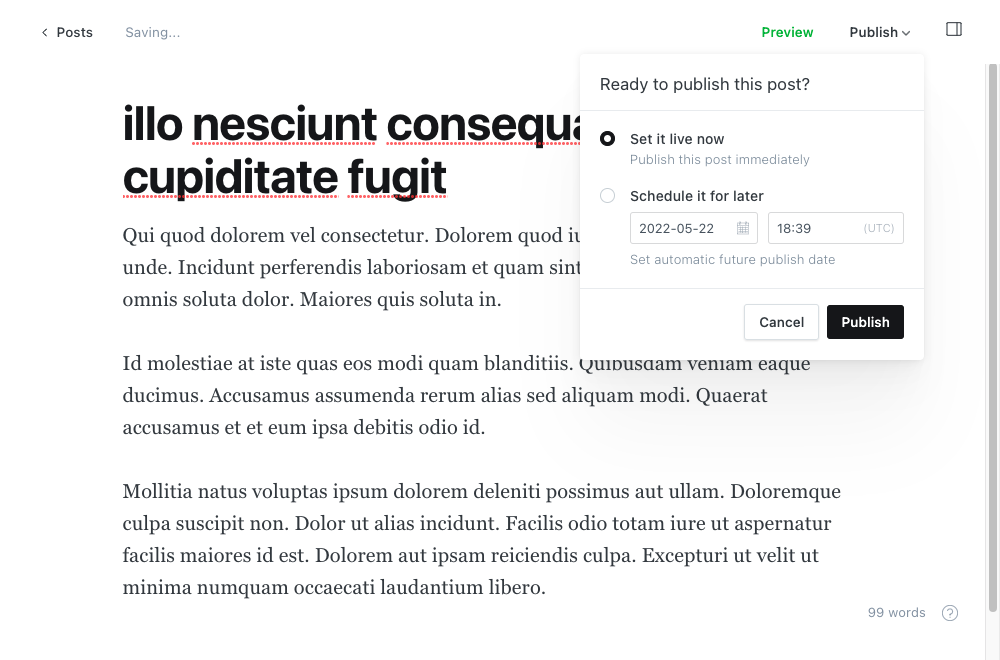 Posts
Saving...
Preview
Publish
Ready to publish this post?
Set it live now
Publish this post immediately
Schedule it for later
2022-05-22
18:39
(UTC)
Set automatic future publish date
Cancel
Publish
illo nesciunt
cupiditate fugit
Qui quod dolorem vel consectetur. Dolorem quod
unde. Incidunt perferendis laboriosam et quam sint
omnis soluta dolor. Maiores quis soluta in.
Id molestiae at iste quas eos modi quam blanditiis. Quibusdam veniam eaque
ducimus. Accusamus assumenda rerum alias sed aliquam modi. Quaerat
accusamus et et eum ipsa debitis odio id.
Mollitia natus voluptas ipsum dolorem deleniti possimus aut ullam. Doloremque
culpa suscipit non. Dolor ut alias incidunt. Facilis odio totam iure ut aspernatur
facilis maiores id est. Dolorem aut ipsam reiciendis culpa. Excepturi ut velit ut
minima numquam occaecati laudantium libero.
99 words